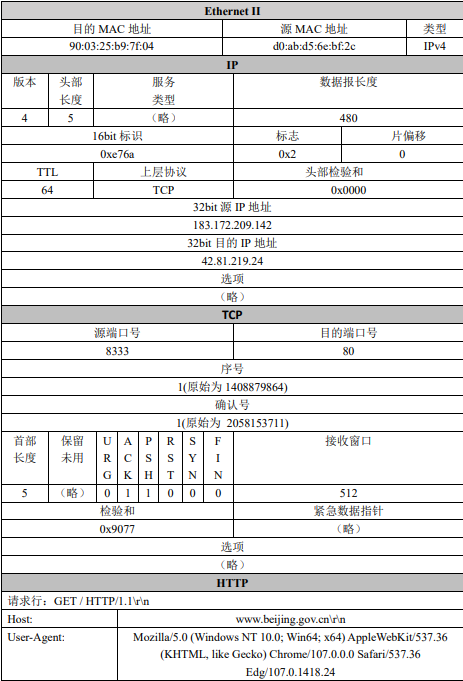 Ethernet II
目的 MAC 地址 源 MAC 地址 类型
90:03:25:b9:7f:04 d0:ab:d5:6e:bf:2c IPv4
IP
版本 头部长度 服务类型 数据报长度
4 5 （略） 480
16bit 标识 标志 片偏移
0xe76a 0x2 0
TTL 上层协议 头部检验和
64 TCP 0x0000
32bit 源 IP 地址
183.172.209.142
32bit 目的 IP 地址
42.81.219.24
选项
（略）
TCP
源端口号 目的端口号
8333 80
序号
1(原始为 1408879864)
确认号
1(原始为 2058153711)
首部长度 保留未用 URG ACK PSH RST SYN FIN 接收窗口
5 （略） 0 1 1 0 0 0 512
检验和 紧急数据指针
0x9077 （略）
选项
（略）
HTTP
请求行：GET / HTTP/1.1\r\n
Host: www.beijing.gov.cn\r\n
User-Agent: Mozilla/5.0 (Windows NT 10.0; Win64; x64) AppleWebKit/537.36
(KHTML, like Gecko) Chrome/107.0.0.0 Safari/537.36
Edg/107.0.1418.24